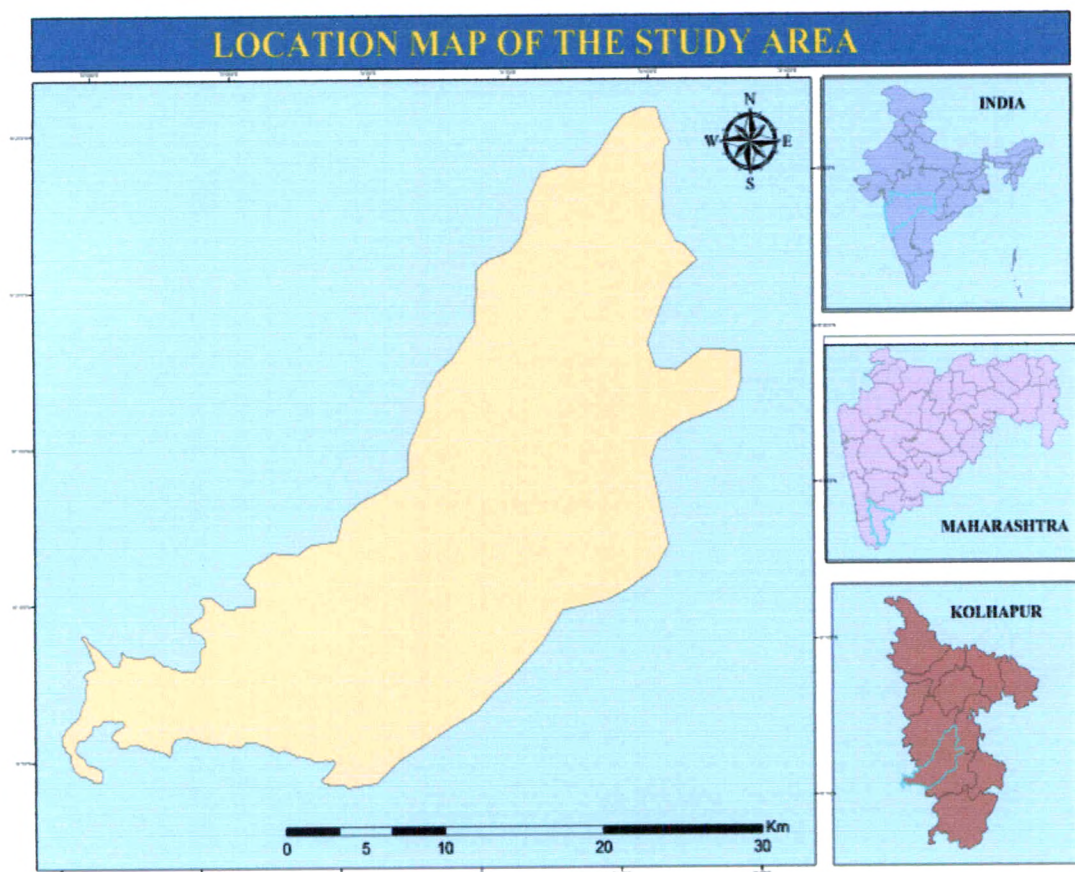 LOCATION MAP OF THE STUDY AREA
N
W E
S
INDIA
MAHARASHTRA
KOLHAPUR
Km
0 5 10 20 30